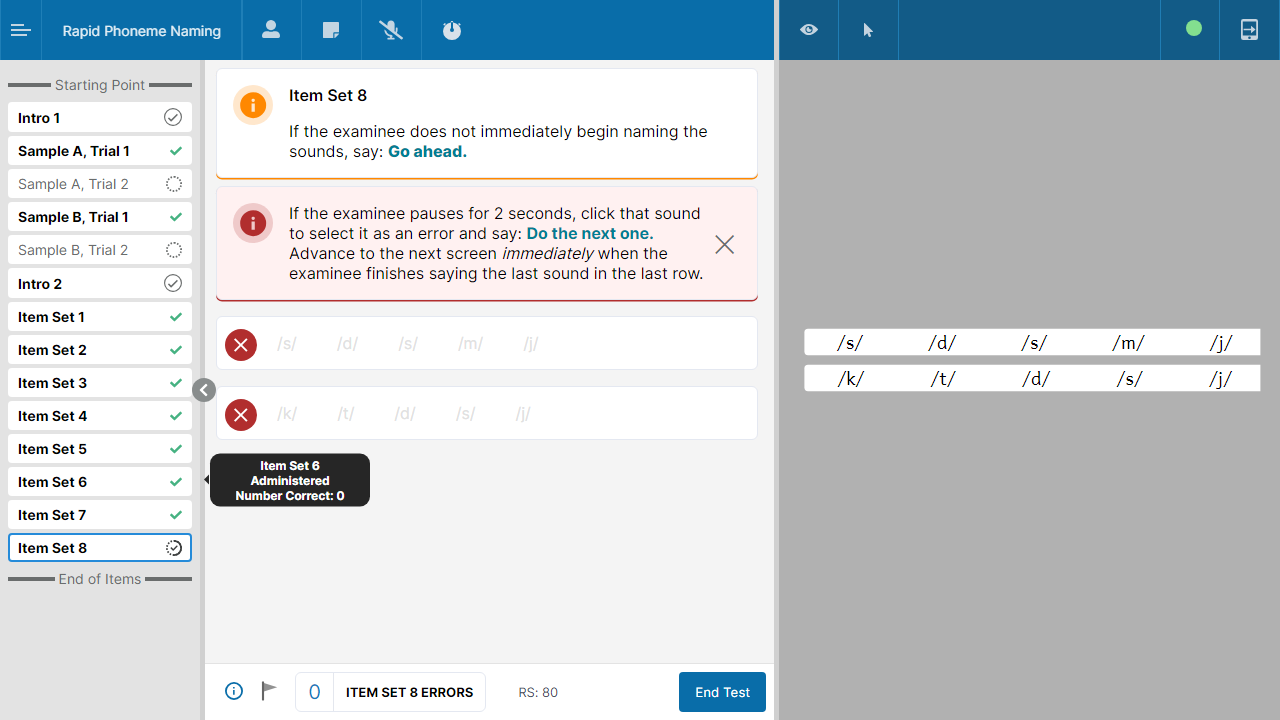 Rapid Phoneme Naming
Starting Point
Intro 1
Sample A, Trial 1
Sample A, Trial 2
Sample B, Trial 1
Sample B, Trial 2
Intro 2
Item Set 1
Item Set 2
Item Set 3
Item Set 4
Item Set 5
Item Set 6
Item Set 7
Item Set 8
End of Items
Item Set 8
If the examinee does not immediately begin naming the
sounds, say: Go ahead.
If the examinee pauses for 2 seconds, click that sound
to select it as an error and say: Do the next one.
Advance to the next screen immediately when the
examinee finishes saying the last sound in the last row.
/s/ /d/ /s/ /m/ /j/
/k/ /t/ /d/ /s/ /j/
Item Set 6
Administered
Number Correct: 0
0 ITEM SET 8 ERRORS RS: 80 End Test
/s/ /d/ /s/ /m/ /j/
/k/ /t/ /d/ /s/ /j/